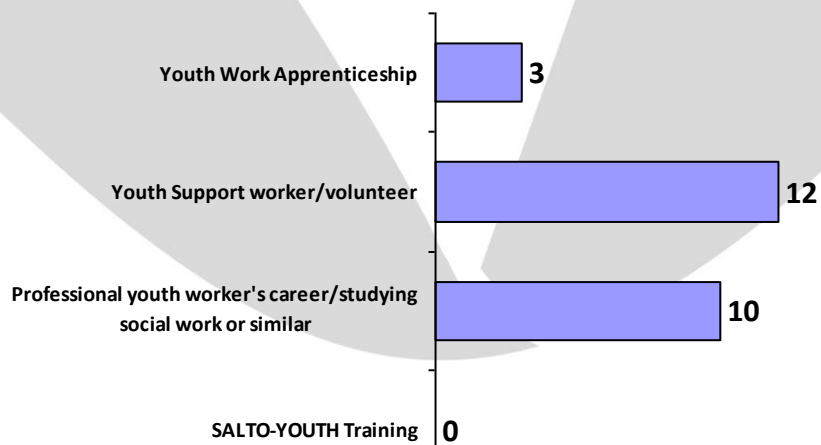 Youth Work Apprenticeship
3
Youth Support worker/volunteer
12
Professional youth worker's career/studying
social work or similar
10
SALTO-YOUTH Training
0